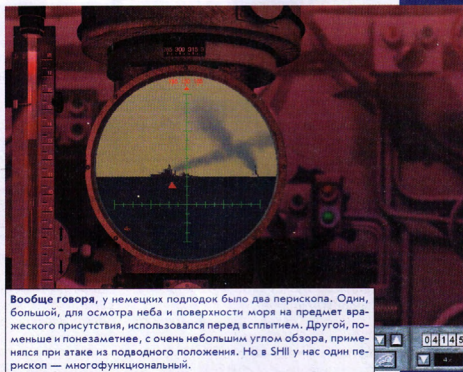 Вообще говоря, у немецких подлодок было два перископа. Один,
большой, для осмотра неба и поверхности моря на предмет вра-
жеского присутствия, использовался перед всплытием. Другой, по-
меньше и понезаметнее, с очень небольшим углом обзора, приме-
нялся при атаке из подводного положения. Но в SHII у нас один пе-
рископ — многофункциональный.
04145